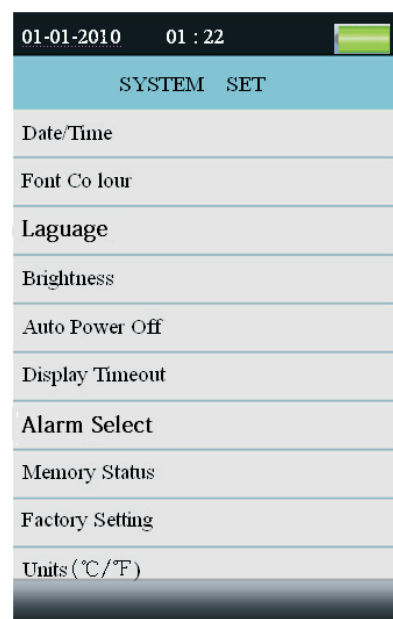 01-01-2010 01 : 22
SYSTEM SET
Date/Time
Font Co lour
Laguage
Brightness
Auto Power Off
Display Timeout
Alarm Select
Memory Status
Factory Setting
Units (℃/℉)